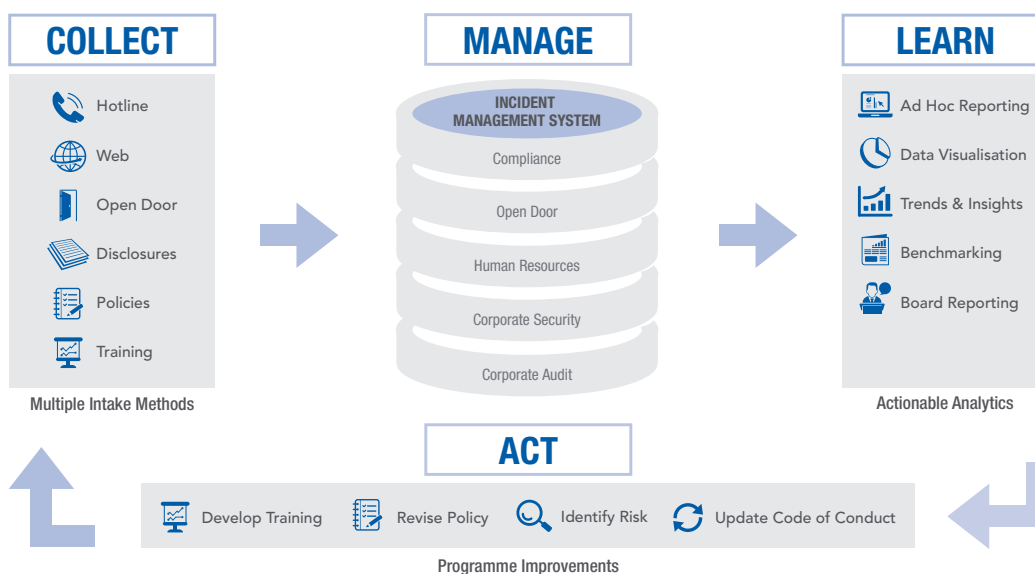 COLLECT
Hotline
Web
Open Door
Disclosures
Policies
Training
Multiple Intake Methods
MANAGE
INCIDENT
MANAGEMENT SYSTEM
Compliance
Open Door
Human Resources
Corporate Security
Corporate Audit
LEARN
Ad Hoc Reporting
Data Visualisation
Trends & Insights
Benchmarking
Board Reporting
Actionable Analytics
ACT
Develop Training
Revise Policy
Identify Risk
Update Code of Conduct
Programme Improvements